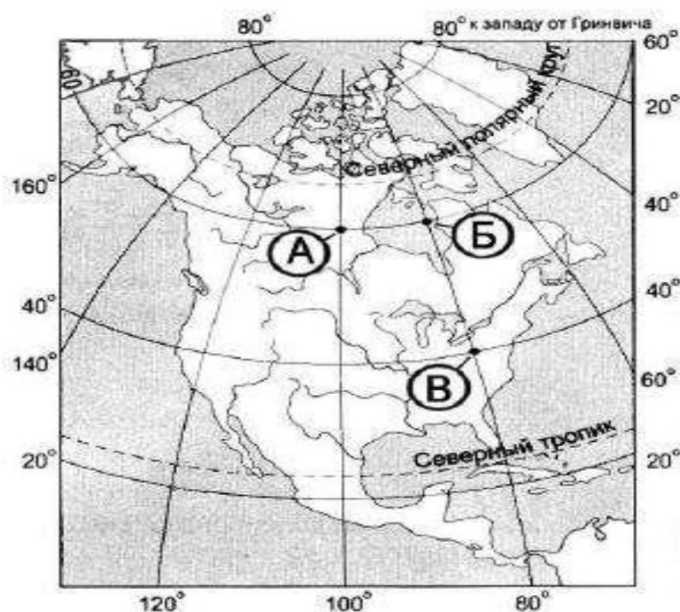 80° 80° к западу от Гринвича
60° 60°
20°
Северный полярный круг
160° 40°
А Б
40° 40°
140° 60°
В
Северный тропик
20° 20°
120° 100° 80°